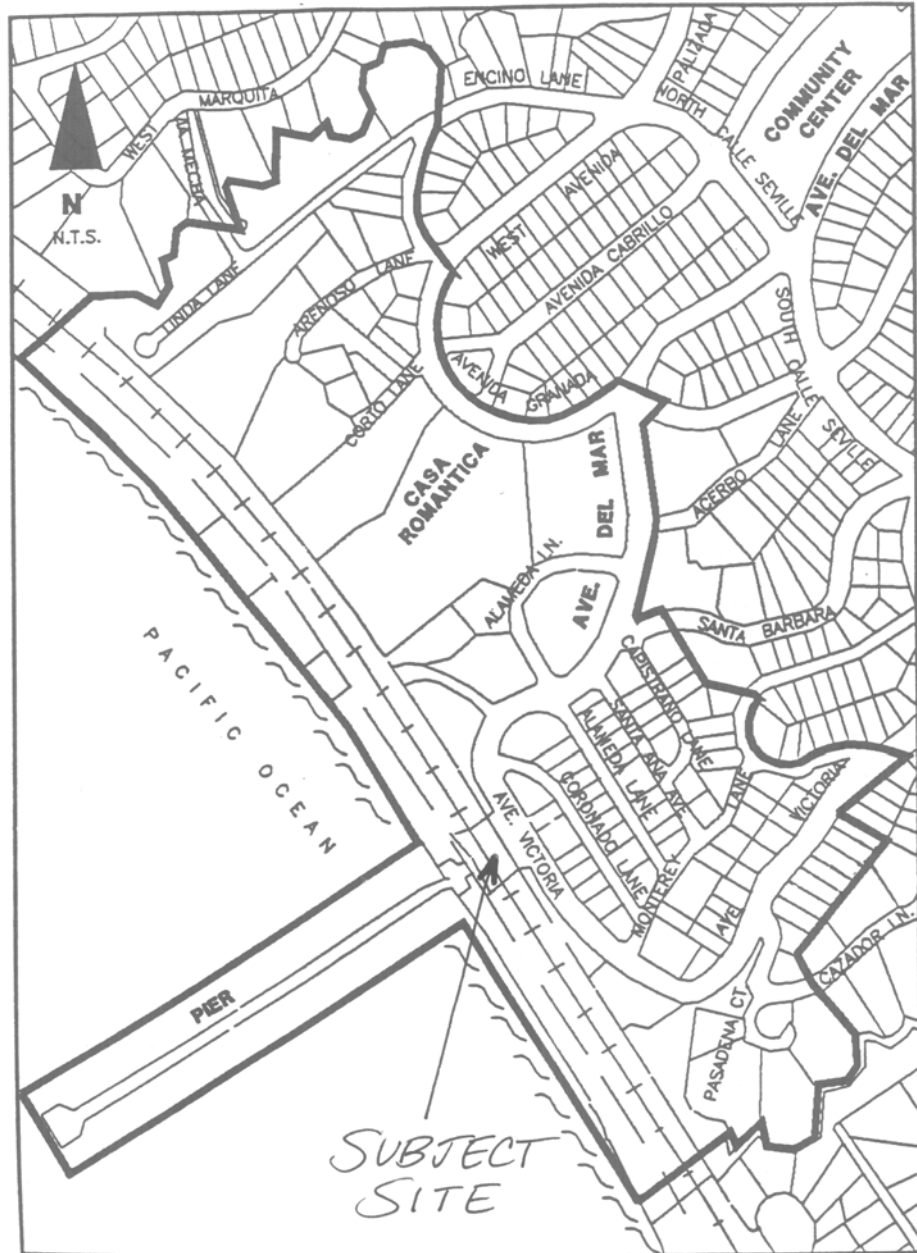 ENCINO LANE
NORTH PALIZADA
COMMUNITY
CENTER
AVE. DEL MAR
WEST MARQUITA
N
N.T.S.
NORTH CALLE SEVILLA
WEST AVENIDA
AVENIDA CABRILLO
LINDA LANE
ARENOSO LANE
CORTO LANE
AVENIDA GRANADA
SOUTH CALLE SEVILLE
CASA
ROMANTICA
AVE. DEL MAR
ACERBO LANE
ALAMEDA LN.
SANTA BARBARA
PACIFIC OCEAN
CAPISTRANO LANE
SANTA ANA AVE
ALAMEDA LANE
CORONADO LANE
AVE. VICTORIA
MONTEREY LANE
AVE VICTORIA
CAZADOR LN.
PASADENA CT
PIER
SUBJECT
SITE